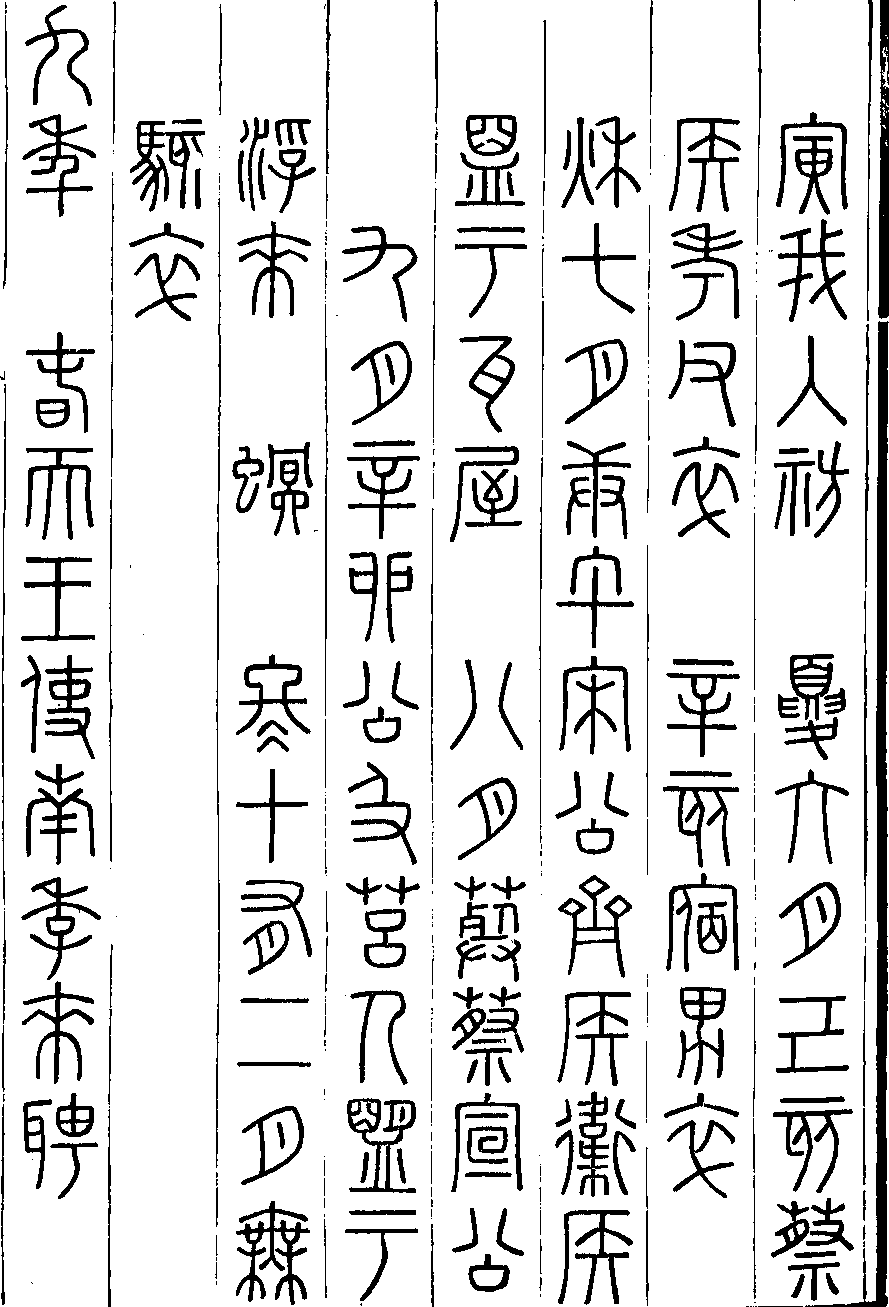 寅我入祊　夏六月己亥蔡
侯考父卒　辛亥宿男卒
秋七月庚午宋公齊侯衛侯
盟于瓦屋　八月葬蔡宣公
九月辛卯公及莒人盟于
浮來　螟　冬十有二月無
駭卒
九年　春天王使南季來聘